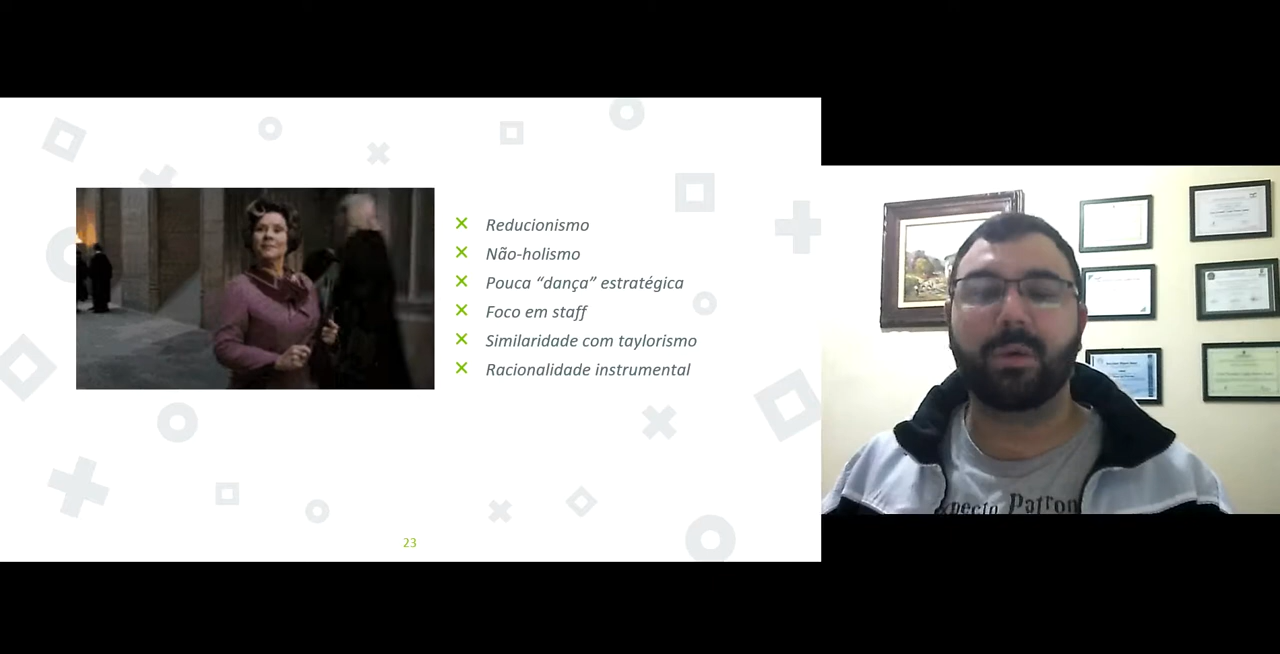 Reducionismo
Não-holismo
Pouca “dança” estratégica
Foco em staff
Similaridade com taylorismo
Racionalidade instrumental
23